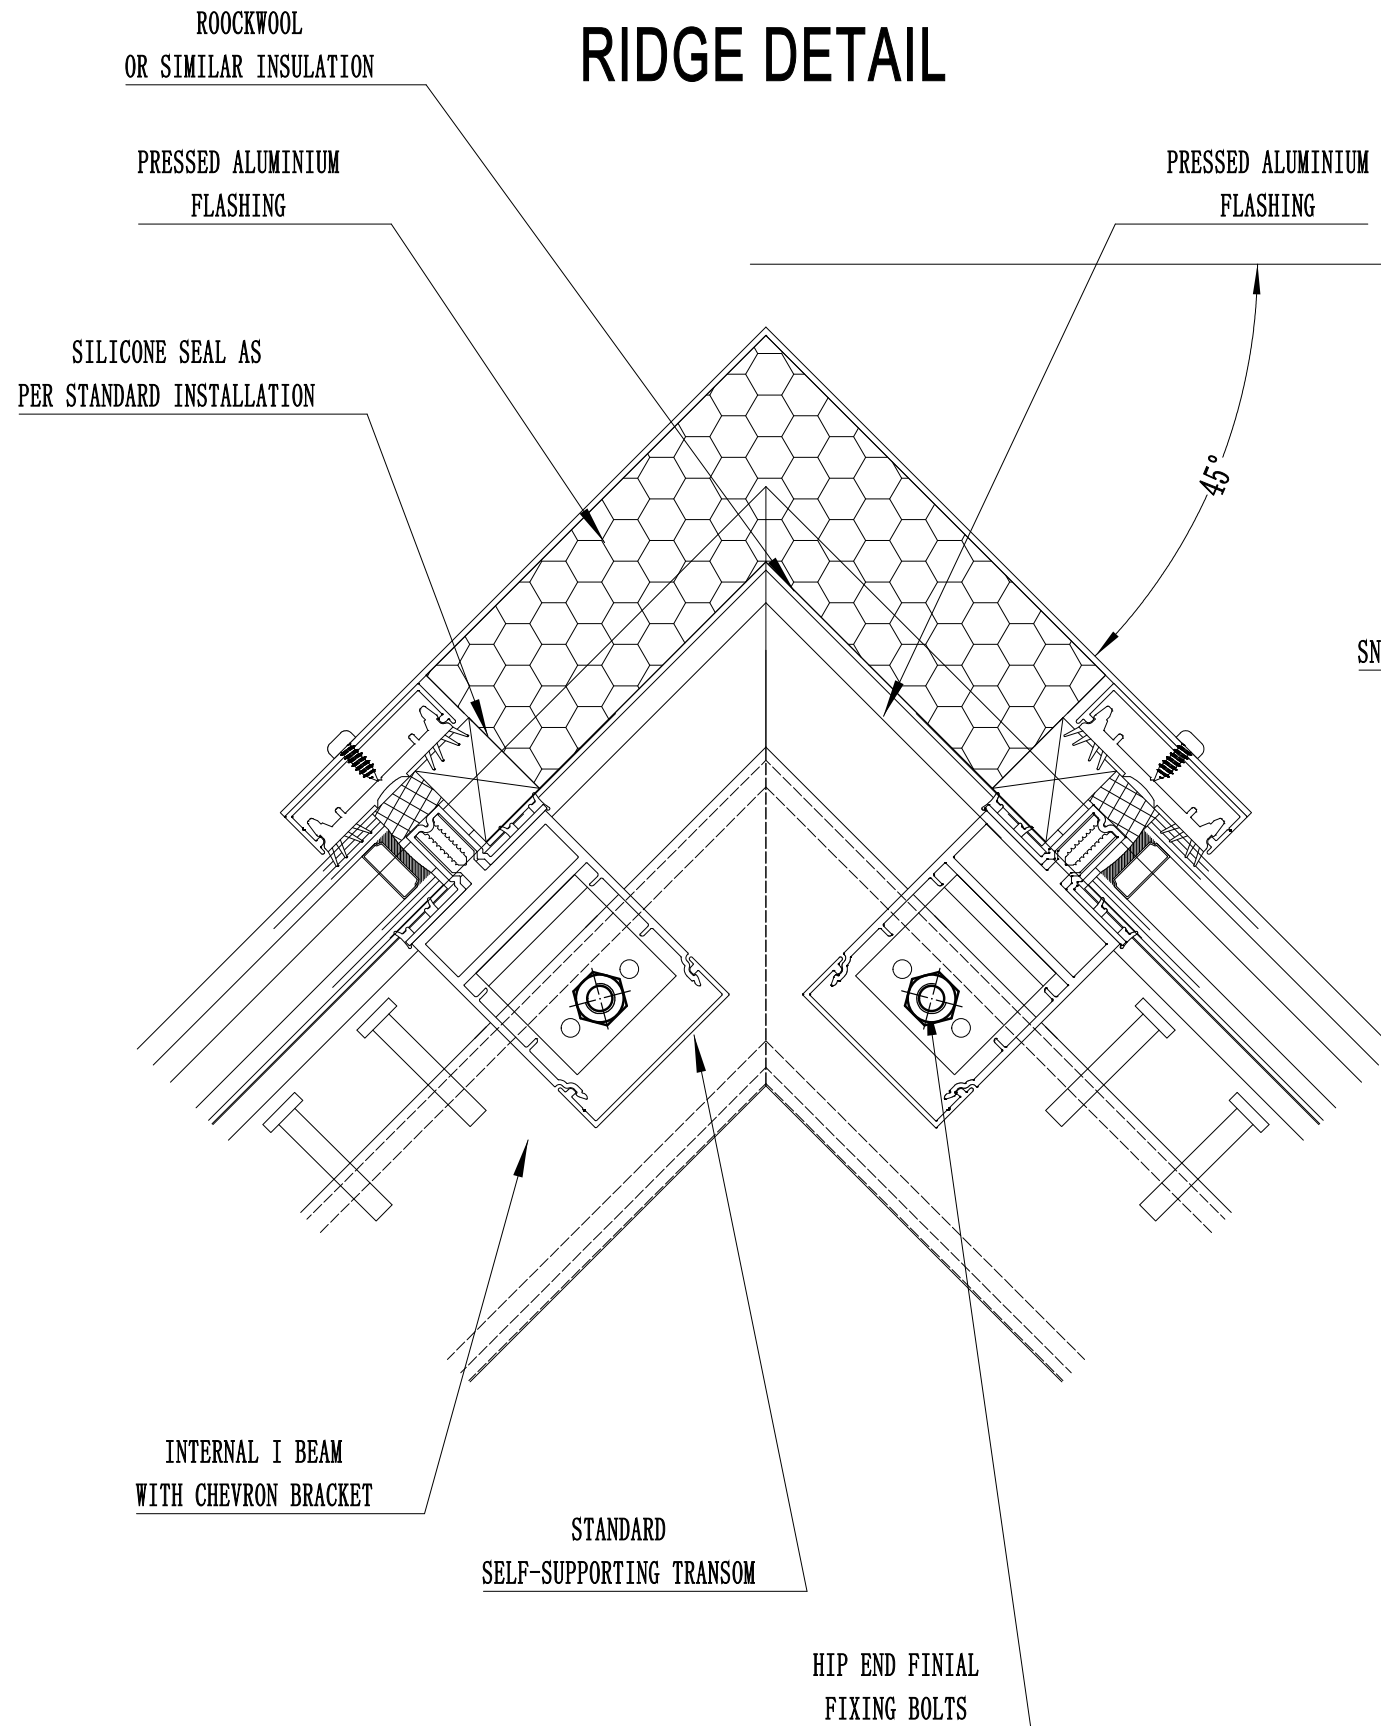 RIDGE DETAIL
ROOCKWOOL
OR SIMILAR INSULATION
PRESSED ALUMINIUM
FLASHING
PRESSED ALUMINIUM
FLASHING
SILICONE SEAL AS
PER STANDARD INSTALLATION
45°
SN
INTERNAL I BEAM
WITH CHEVRON BRACKET
STANDARD
SELF-SUPPORTING TRANSOM
HIP END FINIAL
FIXING BOLTS